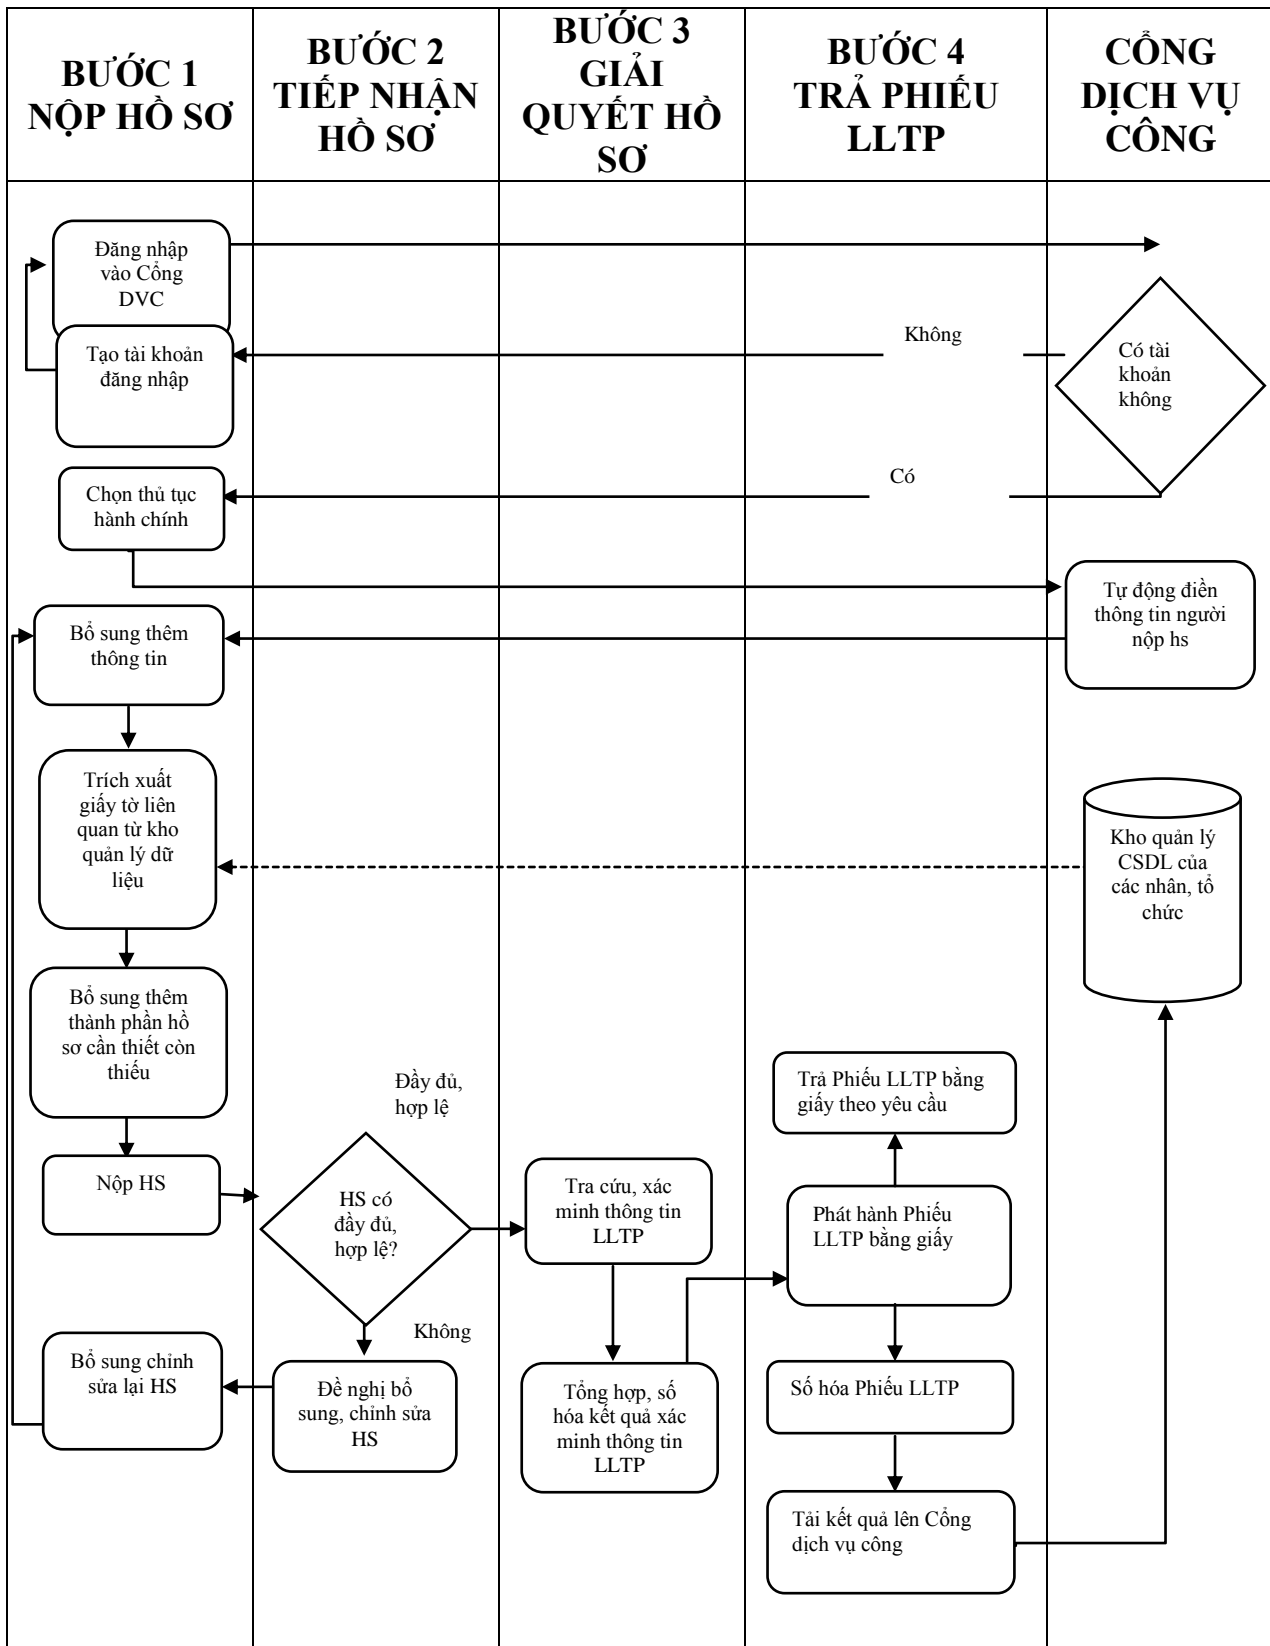 BƯỚC 1
NỘP HỒ SƠ
BƯỚC 2
TIẾP NHẬN
HỒ SƠ
BƯỚC 3
GIẢI
QUYẾT HỒ
SƠ
BƯỚC 4
TRẢ PHIẾU
LLTP
CỔNG
DỊCH VỤ
CÔNG
Đăng nhập
vào Cổng
DVC
Tạo tài khoản
đăng nhập
Không
Có tài
khoản
không
Chọn thủ tục
hành chính
Có
Tự động điền
thông tin người
nộp hs
Bổ sung thêm
thông tin
Trích xuất
giấy tờ liên
quan từ kho
quản lý dữ
liệu
Kho quản lý
CSDL của
các nhân, tổ
chức
Bổ sung thêm
thành phần hồ
sơ cần thiết còn
thiếu
Đầy đủ,
hợp lệ
Trả Phiếu LLTP bằng
giấy theo yêu cầu
Nộp HS
HS có
đầy đủ,
hợp lệ?
Tra cứu, xác
minh thông tin
LLTP
Phát hành Phiếu
LLTP bằng giấy
Không
Bổ sung chỉnh
sửa lại HS
Đề nghị bổ
sung, chỉnh sửa
HS
Tổng hợp, số
hóa kết quả xác
minh thông tin
LLTP
Số hóa Phiếu LLTP
Tải kết quả lên Cổng
dịch vụ công